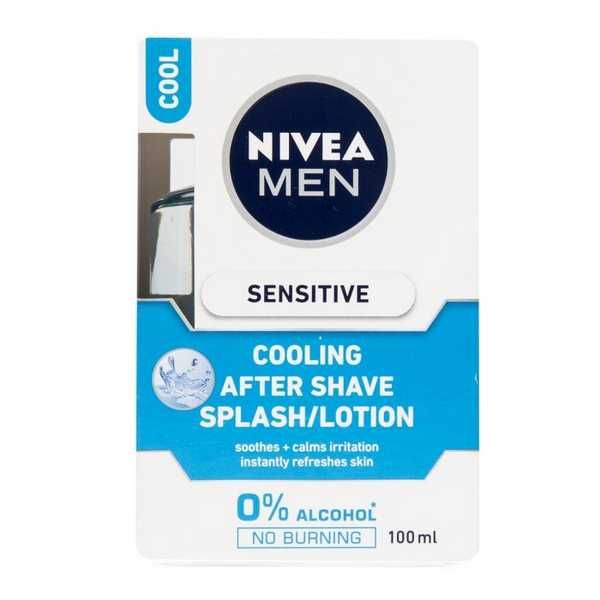 COOL
NIVEA
MEN
SENSITIVE
COOLING
AFTER SHAVE
SPLASH/LOTION
soothes + calms irritation
instantly refreshes skin
0% ALCOHOL*
NO BURNING
100 ml